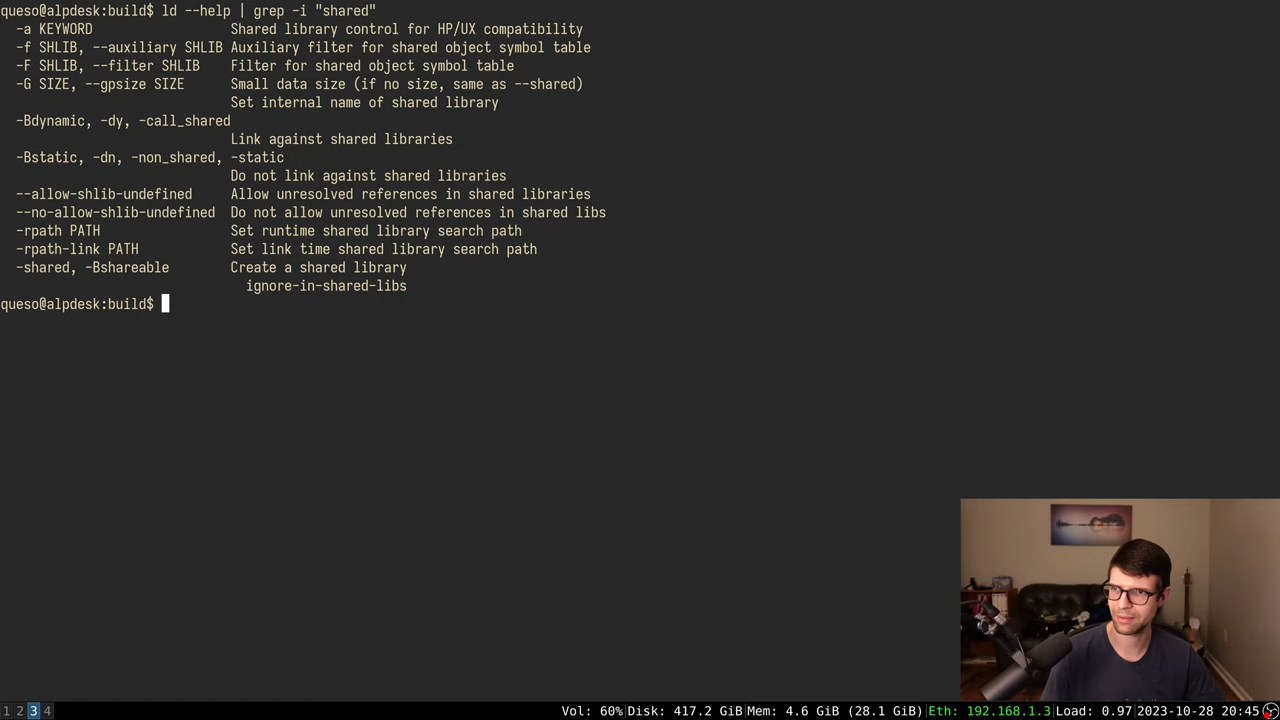 queso@alpdesk:build$ ld --help | grep -i "shared"
-a KEYWORD Shared library control for HP/UX compatibility
-f SHLIB, --auxiliary SHLIB Auxiliary filter for shared object symbol table
-F SHLIB, --filter SHLIB Filter for shared object symbol table
-G SIZE, --gpsize SIZE Small data size (if no size, same as --shared)
Set internal name of shared library
-Bdynamic, -dy, -call_shared
Link against shared libraries
-Bstatic, -dn, -non_shared, -static
Do not link against shared libraries
--allow-shlib-undefined Allow unresolved references in shared libraries
--no-allow-shlib-undefined Do not allow unresolved references in shared libs
-rpath PATH Set runtime shared library search path
-rpath-link PATH Set link time shared library search path
-shared, -Bshareable Create a shared library
ignore-in-shared-libs
queso@alpdesk:build$
1 2 3 4 Vol: 60% Disk: 417.2 GiB Mem: 4.6 GiB (28.1 GiB) Eth: 192.168.1.3 Load: 0.97 2023-10-28 20:45